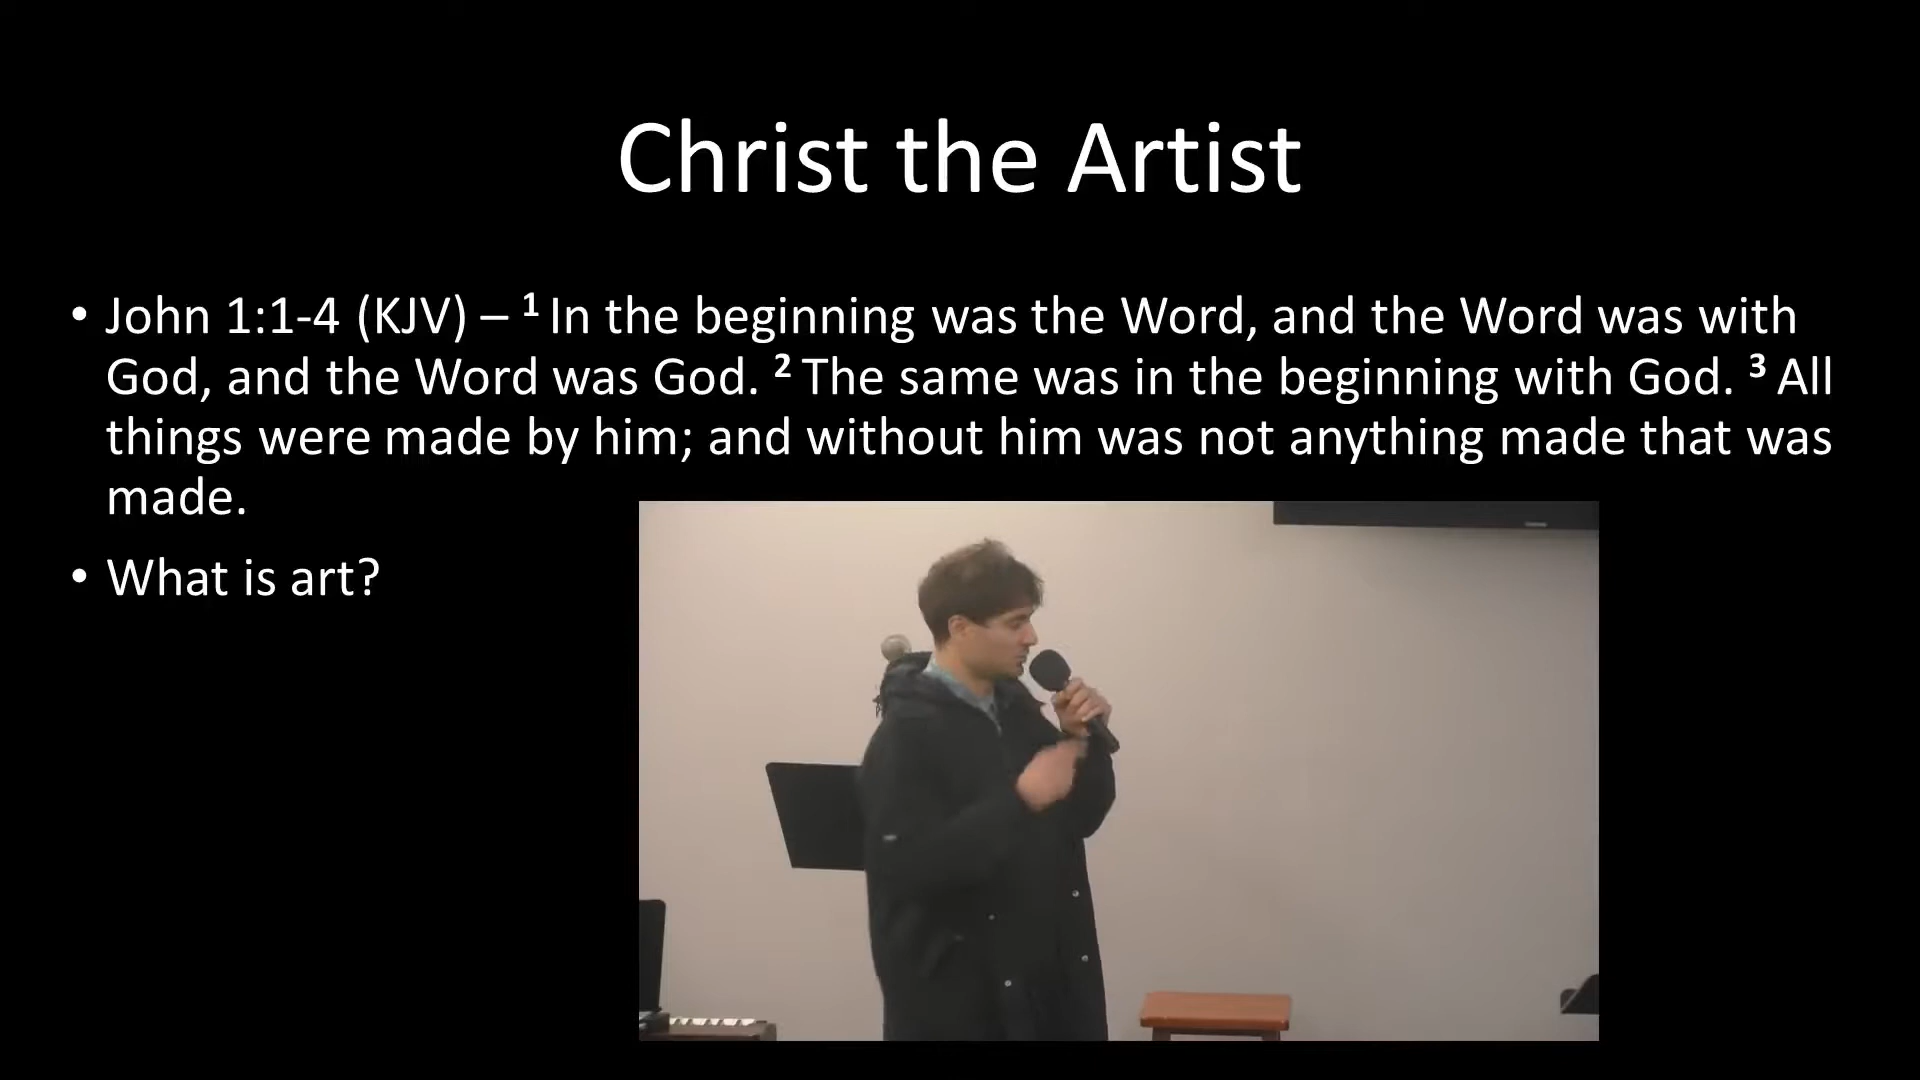 Christ the Artist
• John 1:1-4 (KJV) – ¹ In the beginning was the Word, and the Word was with
God, and the Word was God. ² The same was in the beginning with God. ³ All
things were made by him; and without him was not anything made that was
made.
• What is art?